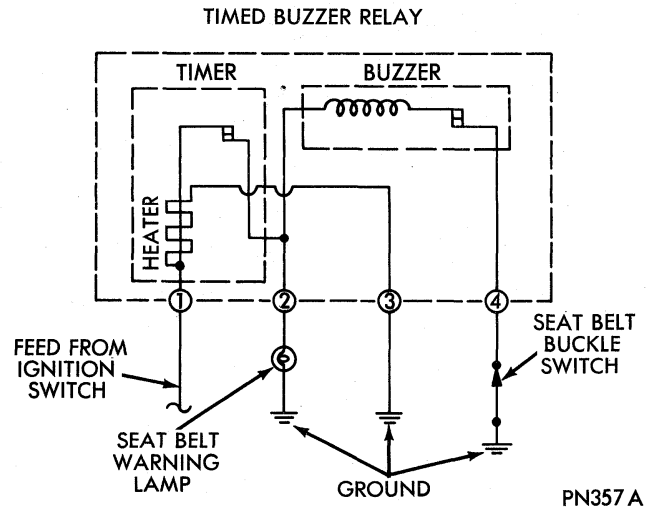 TIMED BUZZER RELAY
TIMER
BUZZER
HEATER
1
2
3
4
FEED FROM
IGNITION
SWITCH
SEAT BELT
WARNING
LAMP
GROUND
SEAT BELT
BUCKLE
SWITCH
PN357A